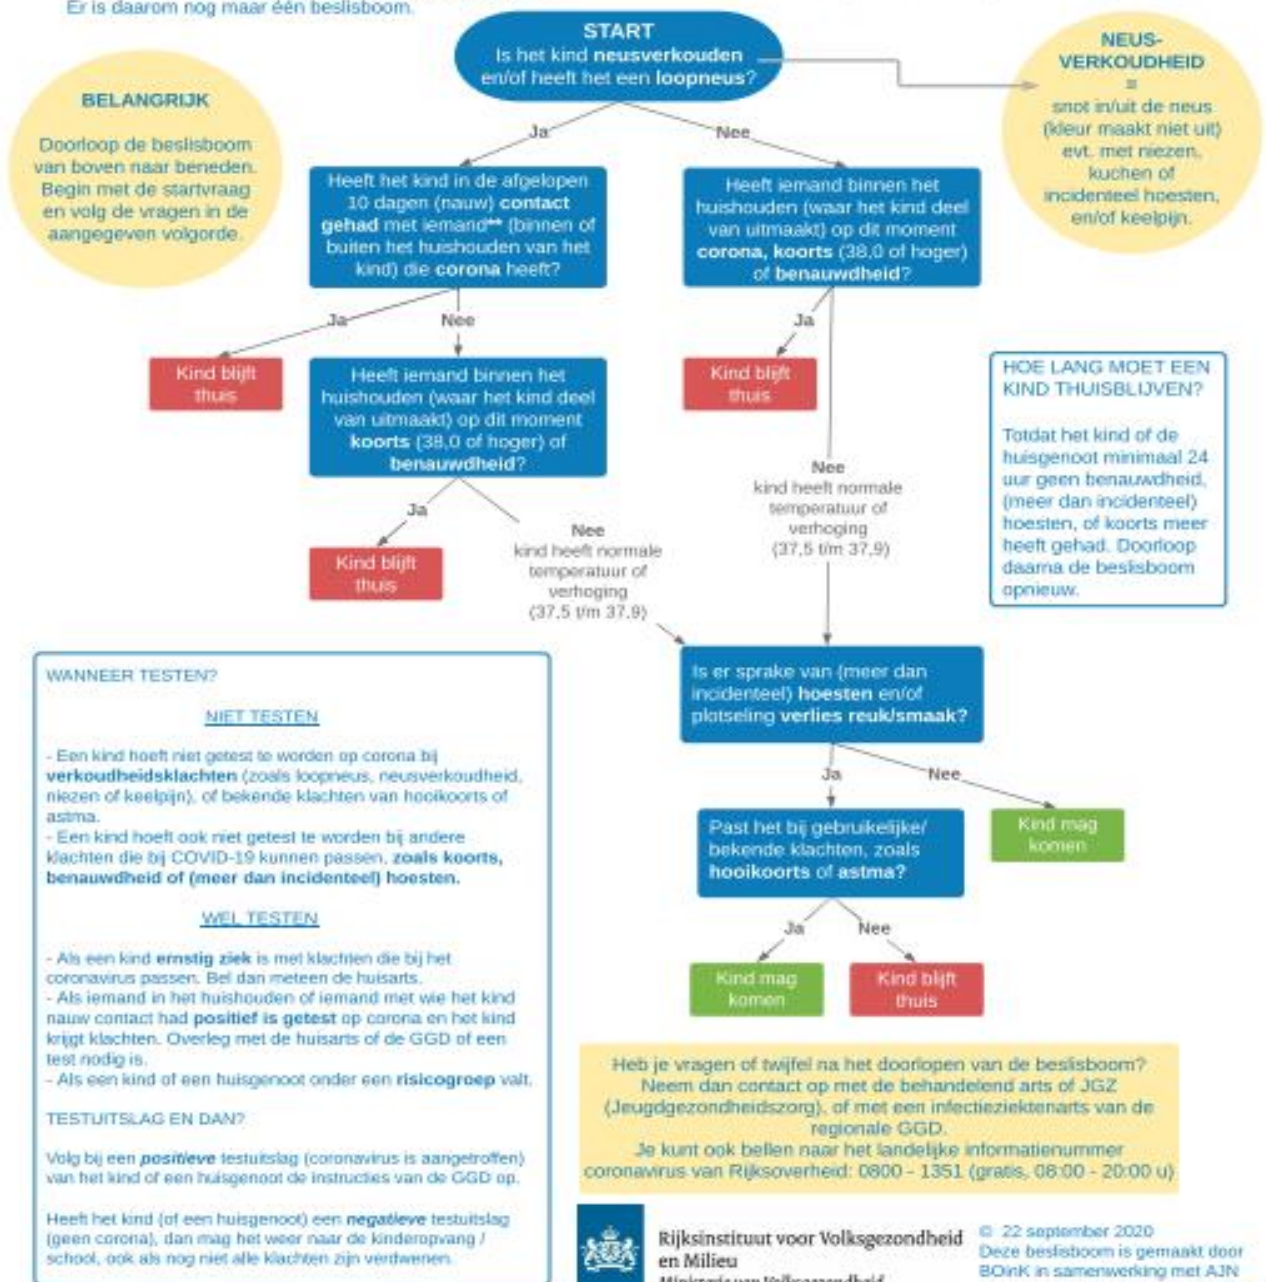 Er is daarom nog maar één beslisboom.
START
Is het kind neusverkouden
en/of heeft het een loopneus?
NEUS-
VERKOUDHEID
=
snot in/uit de neus
(kleur maakt niet uit)
evt. met niezen,
kuchen of
incidenteel hoesten,
en/of keelpijn.
BELANGRIJK
Doorloop de beslisboom
van boven naar beneden.
Begin met de startvraag
en volg de vragen in de
aangegeven volgorde.
Ja
Nee
Heeft het kind in de afgelopen
10 dagen (nauw) contact
gehad met iemand** (binnen of
buiten het huishouden van het
kind) die corona heeft?
Heeft iemand binnen het
huishouden (waar het kind deel
van uitmaakt) op dit moment
corona, koorts (38,0 of hoger)
of benauwdheid?
Ja
Nee
Ja
Kind blijft
thuis
Heeft iemand binnen het
huishouden (waar het kind deel
van uitmaakt) op dit moment
koorts (38,0 of hoger) of
benauwdheid?
Kind blijft
thuis
HOE LANG MOET EEN
KIND THUISBLIJVEN?
Totdat het kind of de
huisgenoot minimaal 24
uur geen benauwdheid,
(meer dan incidenteel)
hoesten, of koorts meer
heeft gehad. Doorloop
daarna de beslisboom
opnieuw.
Nee
kind heeft normale
temperatuur of
verhoging
(37,5 t/m 37,9)
Ja
Kind blijft
thuis
Nee
kind heeft normale
temperatuur of
verhoging
(37,5 t/m 37,9)
Is er sprake van (meer dan
incidenteel) hoesten en/of
plotseling verlies reuk/smaak?
Ja
Nee
Past het bij gebruikelijke/
bekende klachten, zoals
hooikoorts of astma?
Kind mag
komen
Ja
Nee
Kind mag
komen
Kind blijft
thuis
WANNEER TESTEN?
NIET TESTEN
- Een kind hoeft niet getest te worden op corona bij
verkoudheidsklachten (zoals loopneus, neusverkoudheid,
niezen of keelpijn), of bekende klachten van hooikoorts of
astma.
- Een kind hoeft ook niet getest te worden bij andere
klachten die bij COVID-19 kunnen passen, zoals koorts,
benauwdheid of (meer dan incidenteel) hoesten.
WEL TESTEN
- Als een kind ernstig ziek is met klachten die bij het
coronavirus passen. Bel dan meteen de huisarts.
- Als iemand in het huishouden of iemand met wie het kind
nauw contact had positief is getest op corona en het kind
krijgt klachten. Overleg met de huisarts of de GGD of een
test nodig is.
- Als een kind of een huisgenoot onder een risicogroep valt.
TESTUITSLAG EN DAN?
Volg bij een positieve testuitslag (coronavirus is aangetroffen)
van het kind of een huisgenoot de instructies van de GGD op.
Heeft het kind (of een huisgenoot) een negatieve testuitslag
(geen corona), dan mag het weer naar de kinderopvang /
school, ook als nog niet alle klachten zijn verdwenen.
Heb je vragen of twijfel na het doorlopen van de beslisboom?
Neem dan contact op met de behandelend arts of JGZ
(Jeugdgezondheidszorg), of met een infectieziektenarts van de
regionale GGD.
Je kunt ook bellen naar het landelijke informatienummer
coronavirus van Rijksoverheid: 0800 - 1351 (gratis, 08:00 - 20:00 u)
Rijksinstituut voor Volksgezondheid
en Milieu
Ministerie van Volksgezondheid
© 22 september 2020
Deze beslisboom is gemaakt door
BOinK in samenwerking met AJN